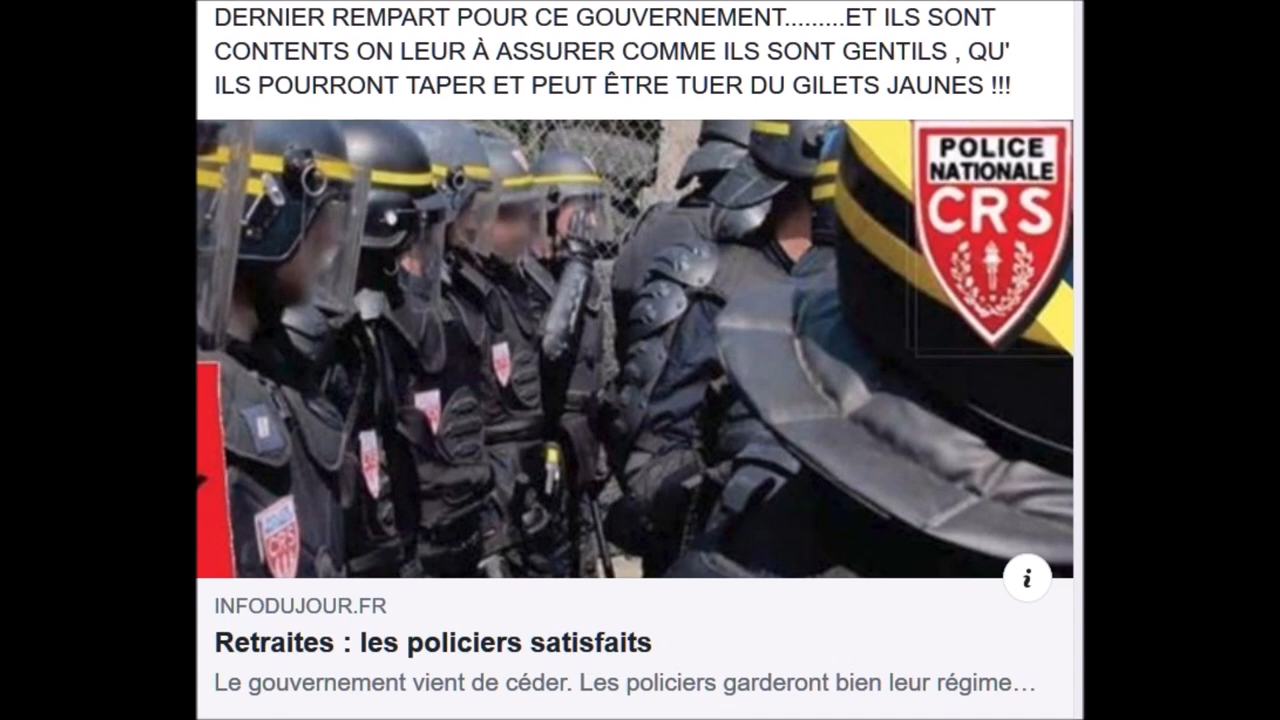 DERNIER REMPART POUR CE GOUVERNEMENT.........ET ILS SONT
CONTENTS ON LEUR À ASSURER COMME ILS SONT GENTILS , QU'
ILS POURRONT TAPER ET PEUT ÊTRE TUER DU GILETS JAUNES !!!
POLICE
NATIONALE
CRS
CRS
i
INFODUJOUR.FR
Retraites : les policiers satisfaits
Le gouvernement vient de céder. Les policiers garderont bien leur régime…